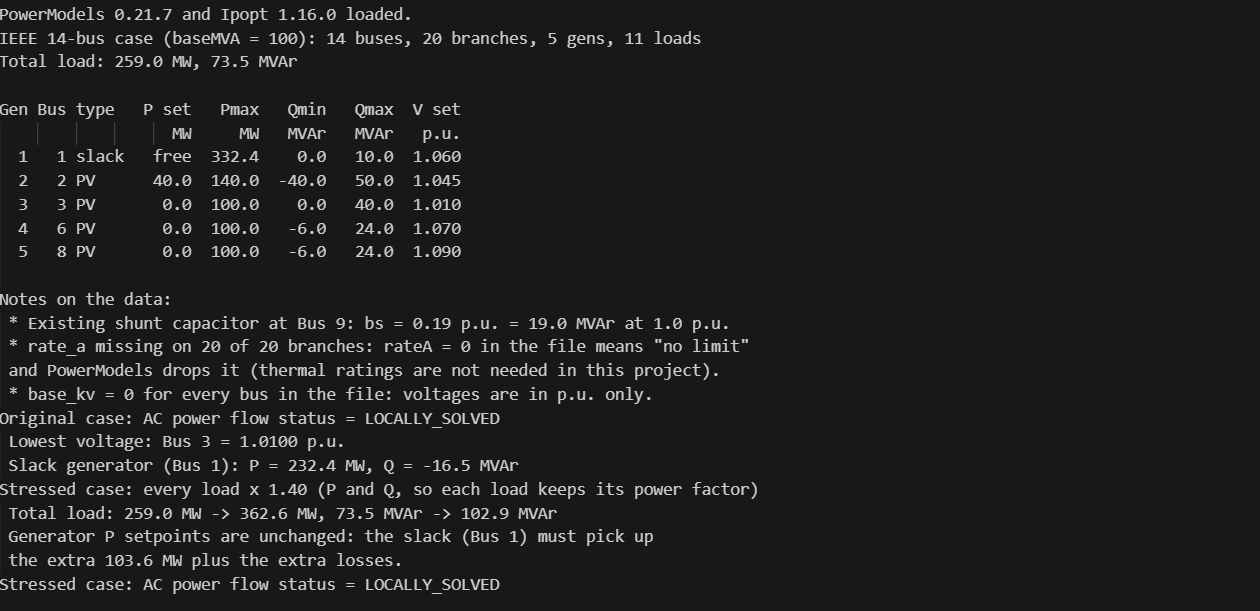 PowerModels 0.21.7 and Ipopt 1.16.0 loaded.
IEEE 14-bus case (baseMVA = 100): 14 buses, 20 branches, 5 gens, 11 loads
Total load: 259.0 MW, 73.5 MVAr

Gen Bus type   P set   Pmax   Qmin   Qmax  V set
                  MW     MW   MVAr   MVAr   p.u.
  1   1 slack   free  332.4    0.0   10.0  1.060
  2   2 PV      40.0  140.0  -40.0   50.0  1.045
  3   3 PV       0.0  100.0    0.0   40.0  1.010
  4   6 PV       0.0  100.0   -6.0   24.0  1.070
  5   8 PV       0.0  100.0   -6.0   24.0  1.090

Notes on the data:
 * Existing shunt capacitor at Bus 9: bs = 0.19 p.u. = 19.0 MVAr at 1.0 p.u.
 * rate_a missing on 20 of 20 branches: rateA = 0 in the file means "no limit"
 and PowerModels drops it (thermal ratings are not needed in this project).
 * base_kv = 0 for every bus in the file: voltages are in p.u. only.
Original case: AC power flow status = LOCALLY_SOLVED
 Lowest voltage: Bus 3 = 1.0100 p.u.
 Slack generator (Bus 1): P = 232.4 MW, Q = -16.5 MVAr
Stressed case: every load x 1.40 (P and Q, so each load keeps its power factor)
 Total load: 259.0 MW -> 362.6 MW, 73.5 MVAr -> 102.9 MVAr
 Generator P setpoints are unchanged: the slack (Bus 1) must pick up
 the extra 103.6 MW plus the extra losses.
Stressed case: AC power flow status = LOCALLY_SOLVED